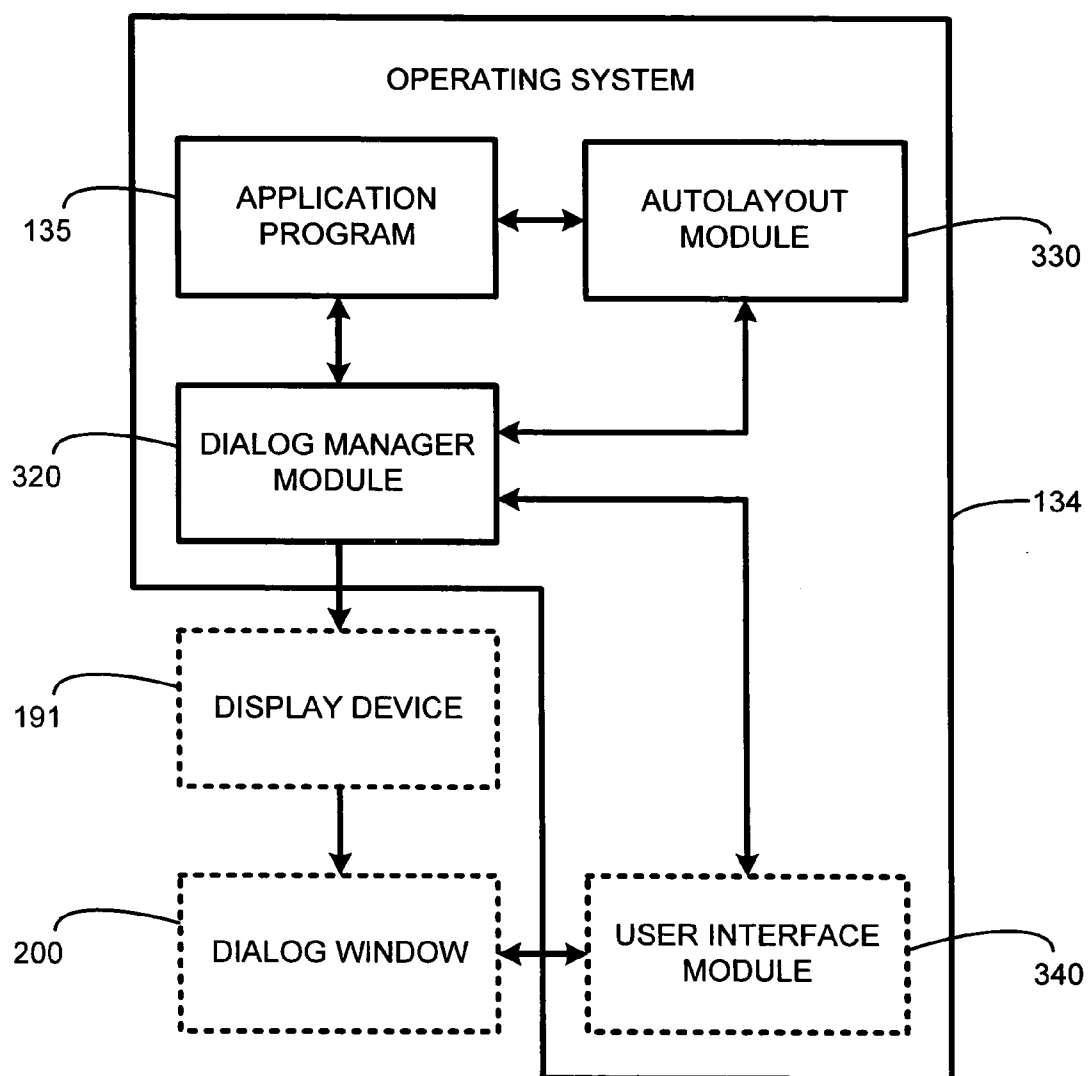 OPERATING SYSTEM
APPLICATION
PROGRAM
AUTOLAYOUT
MODULE
135
330
DIALOG MANAGER
MODULE
320
134
DISPLAY DEVICE
191
DIALOG WINDOW
200
USER INTERFACE
MODULE
340